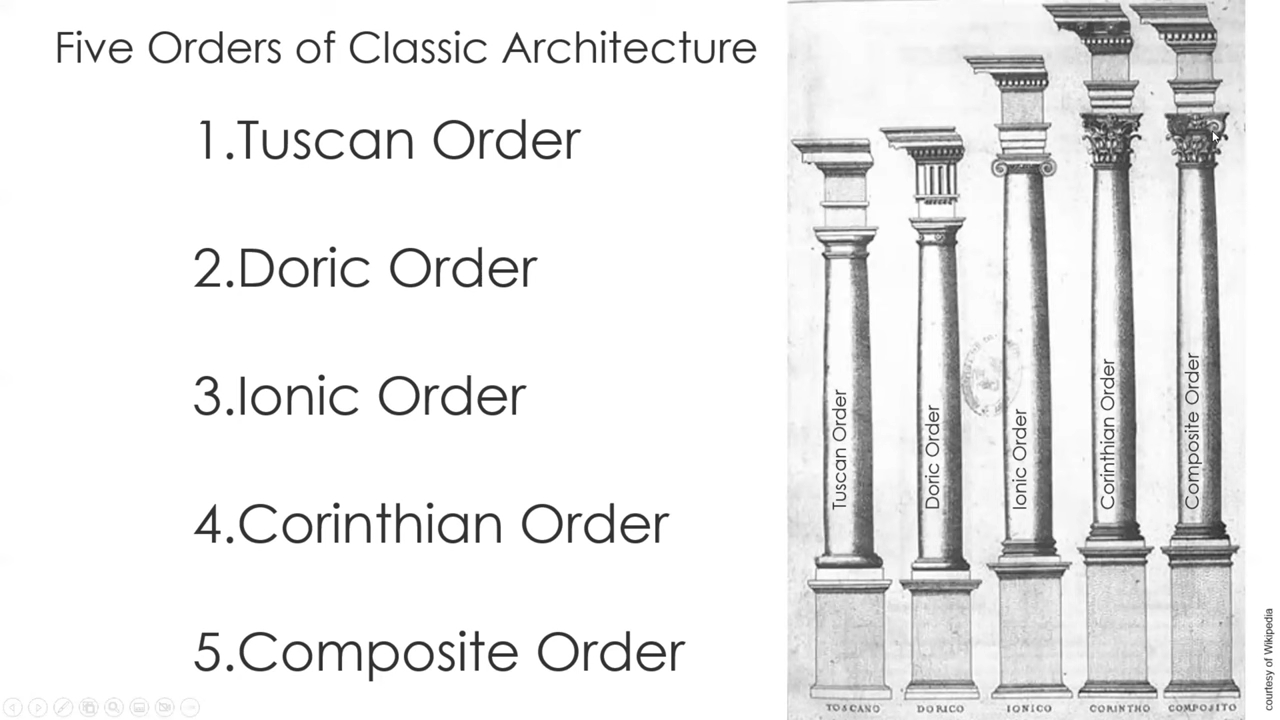 Five Orders of Classic Architecture
1.Tuscan Order
2.Doric Order
3.Ionic Order
4.Corinthian Order
5.Composite Order
Tuscan Order
Doric Order
Ionic Order
Corinthian Order
Composite Order
TOSCANO
DORICO
IONICO
CORINTHO
COMPOSITO
courtesy of Wikipedia